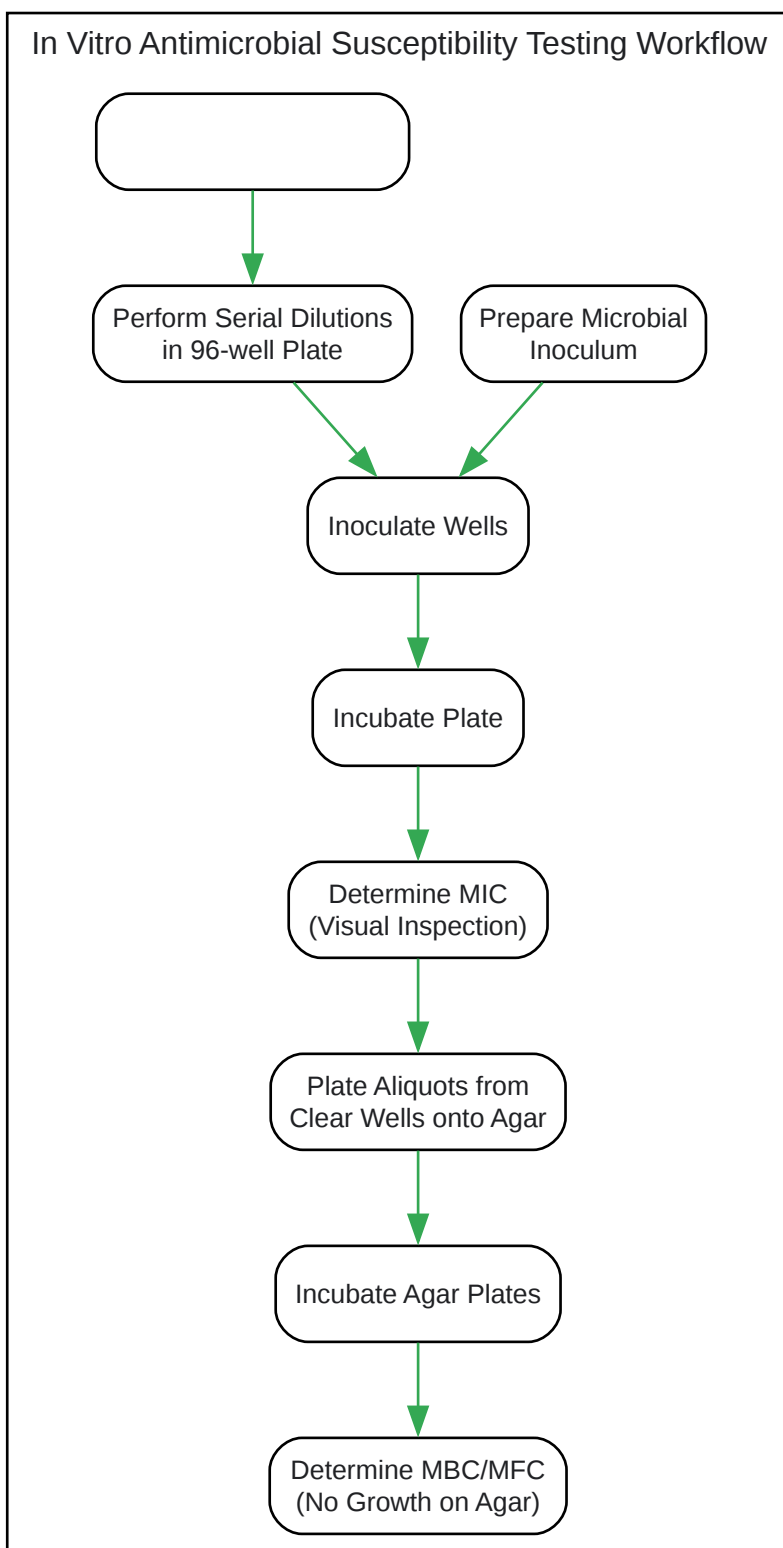 In Vitro Antimicrobial Susceptibility Testing Workflow
Perform Serial Dilutions
in 96-well Plate
Prepare Microbial
Inoculum
Inoculate Wells
Incubate Plate
Determine MIC
(Visual Inspection)
Plate Aliquots from
Clear Wells onto Agar
Incubate Agar Plates
Determine MBC/MFC
(No Growth on Agar)